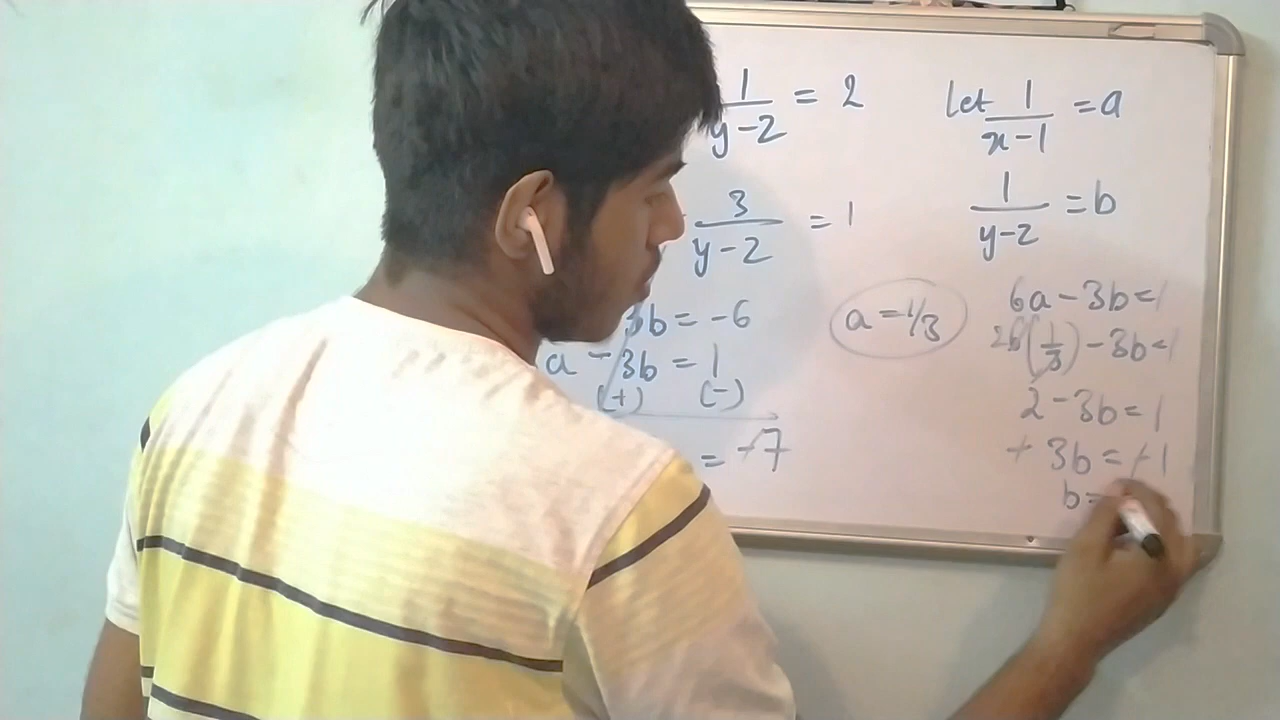 1/(y-2) = 2
3/(y-2) = 1
3b = -6
a - 3b = 1
(+) (-)
= -7
let 1/(x-1) = a
1/(y-2) = b
a = 1/3
6a - 3b = 1
26(1/3) - 3b = 1
2 - 3b = 1
+ 3b = +1
b =